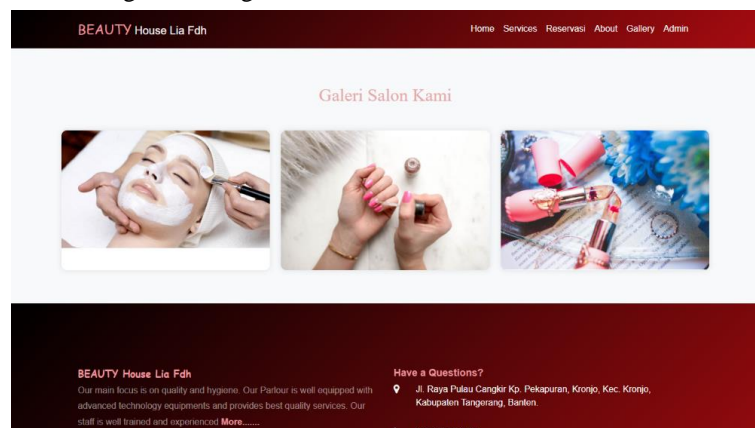 BEAUTY House Lia Fdh
Home Services Reservasi About Gallery Admin
Galeri Salon Kami
BEAUTY House Lia Fdh
Our main focus is on quality and hygiene. Our Parlour is well equipped with
advanced technology equipments and provides best quality services. Our
staff is well trained and experienced More.......
Have a Questions?
Jl. Raya Pulau Cangkir Kp. Pekapuran, Kronjo, Kec. Kronjo,
Kabupaten Tangerang, Banten.